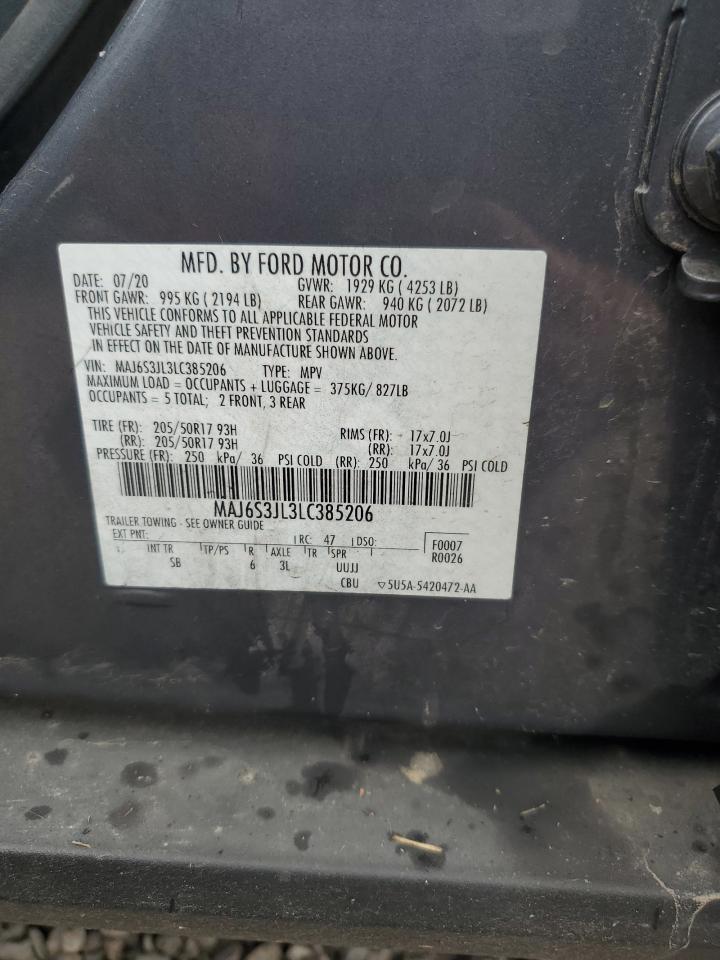 MFD. BY FORD MOTOR CO.
DATE: 07/20 GVWR: 1929 KG ( 4253 LB)
FRONT GAWR: 995 KG ( 2194 LB) REAR GAWR: 940 KG ( 2072 LB)
THIS VEHICLE CONFORMS TO ALL APPLICABLE FEDERAL MOTOR
VEHICLE SAFETY AND THEFT PREVENTION STANDARDS
IN EFFECT ON THE DATE OF MANUFACTURE SHOWN ABOVE.
VIN: MAJ6S3JL3LC385206 TYPE: MPV
MAXIMUM LOAD = OCCUPANTS + LUGGAGE = 375KG/ 827LB
OCCUPANTS = 5 TOTAL; 2 FRONT, 3 REAR
TIRE (FR): 205/50R17 93H RIMS (FR): 17x7.0J
(RR): 205/50R17 93H (RR): 17x7.0J
PRESSURE (FR): 250 kPa/ 36 PSI COLD (RR): 250 kPa/ 36 PSI COLD
MAJ6S3JL3LC385206
TRAILER TOWING - SEE OWNER GUIDE
EXT PNT: RC: 47 DSO: F0007
R0026
INT TR TP/PS R AXLE TR SPR
SB 6 3L UUJJ
CBU 5U5A-5420472-AA